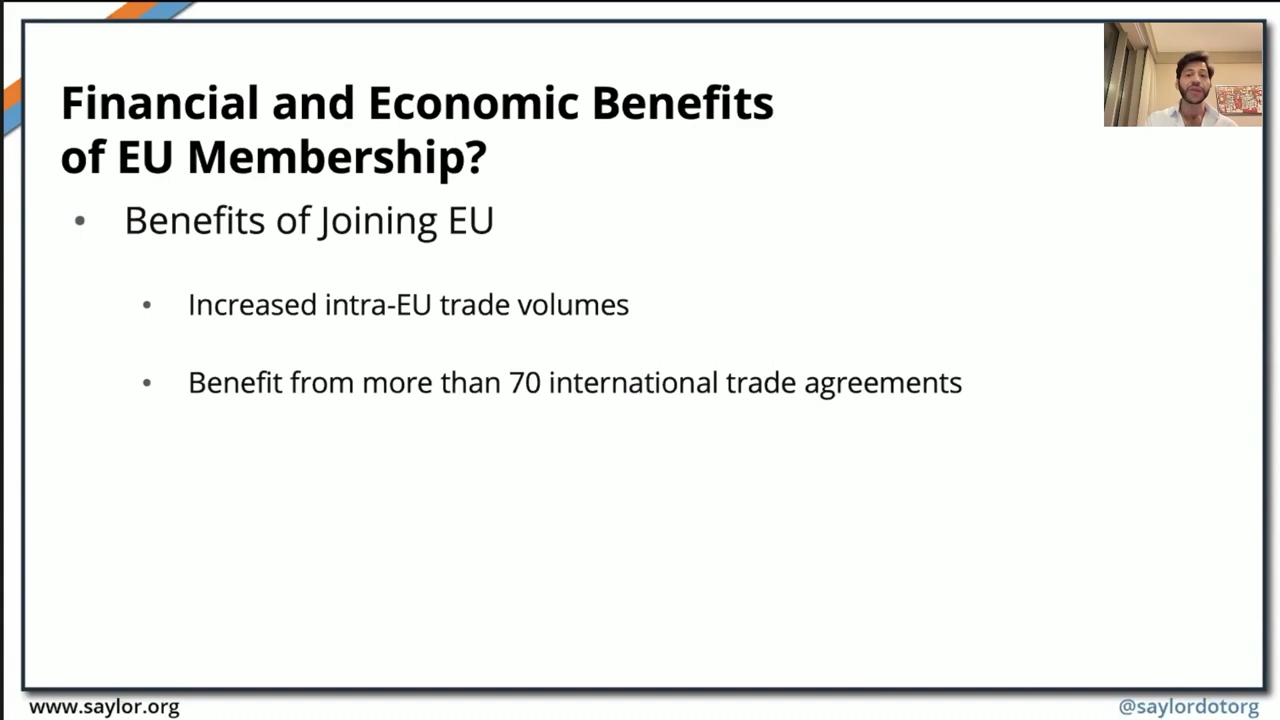 Financial and Economic Benefits
of EU Membership?
• Benefits of Joining EU
• Increased intra-EU trade volumes
• Benefit from more than 70 international trade agreements
www.saylor.org
@saylordotorg